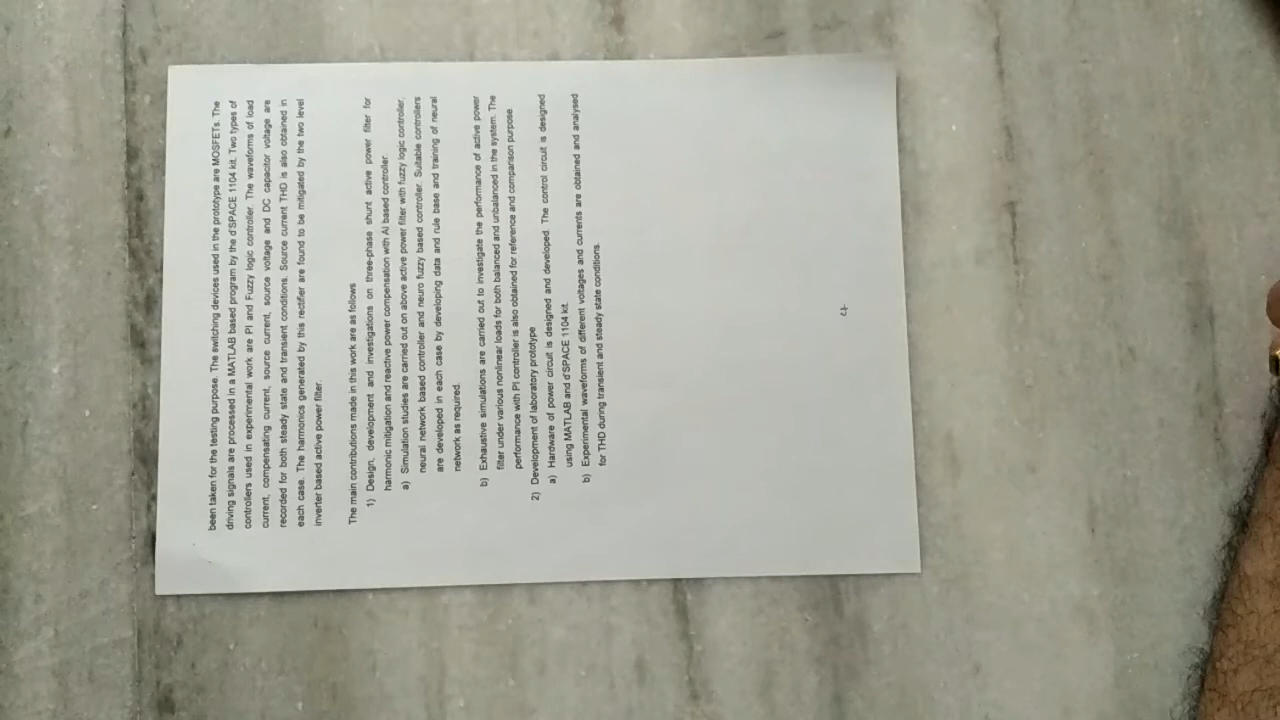 been taken for the testing purpose. The switching devices used in the prototype are MOSFETs. The
driving signals are processed in a MATLAB based program by the d'SPACE 1104 kit. Two types of
controllers used in experimental work are PI and Fuzzy logic controller. The waveforms of load
current, compensating current, source current, source voltage and DC capacitor voltage are
recorded for both steady state and transient conditions. Source current THD is also obtained in
each case. The harmonics generated by this rectifier are found to be mitigated by the two level
inverter based active power filter.
The main contributions made in this work are as follows
1) Design, development and investigations on three-phase shunt active power filter for
harmonic mitigation and reactive power compensation with AI based controller.
a) Simulation studies are carried out on above active power filter with fuzzy logic controller,
neural network based controller and neuro fuzzy based controller. Suitable controllers
are developed in each case by developing data and rule base and training of neural
network as required.
b) Exhaustive simulations are carried out to investigate the performance of active power
filter under various nonlinear loads for both balanced and unbalanced in the system. The
performance with PI controller is also obtained for reference and comparison purpose
2) Development of laboratory prototype
a) Hardware of power circuit is designed and developed. The control circuit is designed
using MATLAB and d'SPACE 1104 kit.
b) Experimental waveforms of different voltages and currents are obtained and analysed
for THD during transient and steady state conditions.